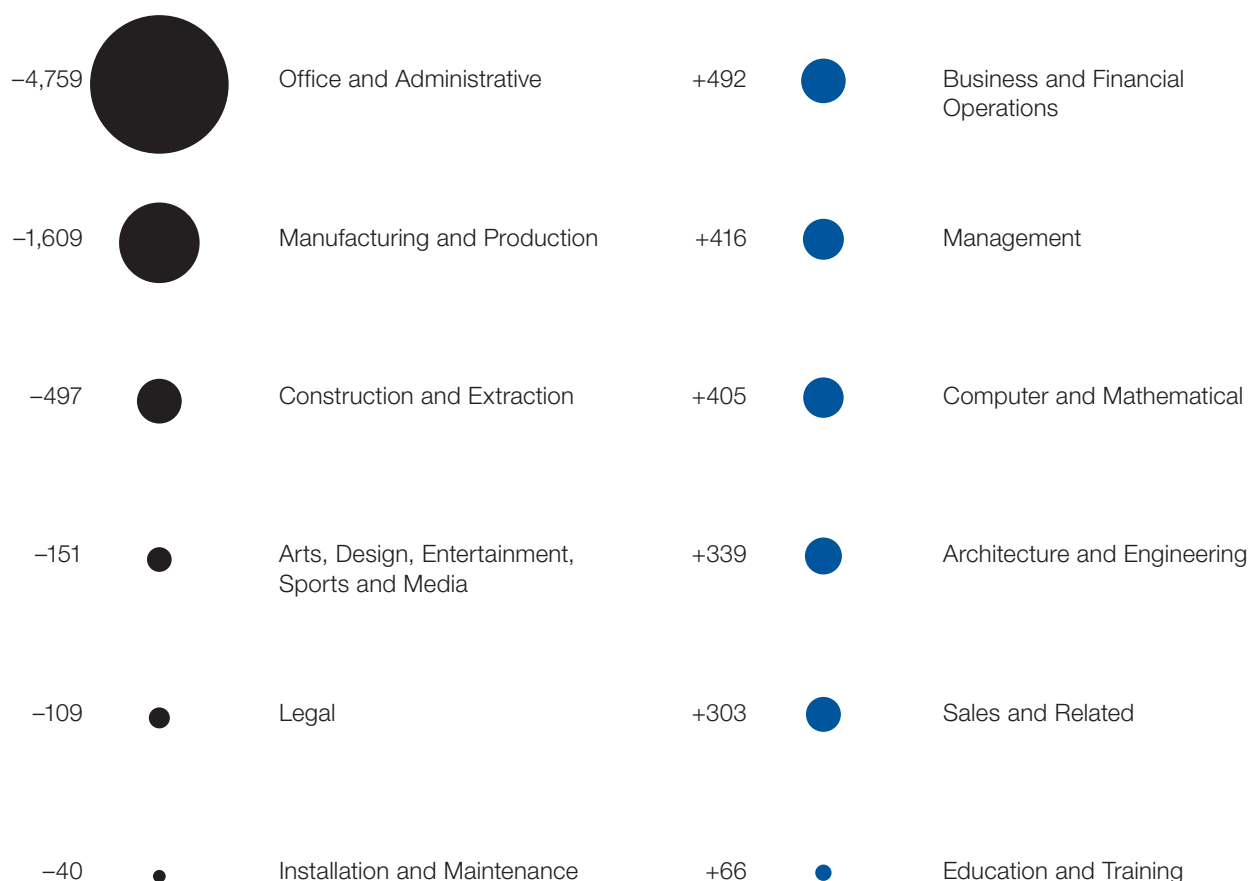 –4,759 Office and Administrative +492 Business and Financial
Operations
–1,609 Manufacturing and Production +416 Management
–497 Construction and Extraction +405 Computer and Mathematical
–151 Arts, Design, Entertainment, +339 Architecture and Engineering
Sports and Media
–109 Legal +303 Sales and Related
–40 Installation and Maintenance +66 Education and Training